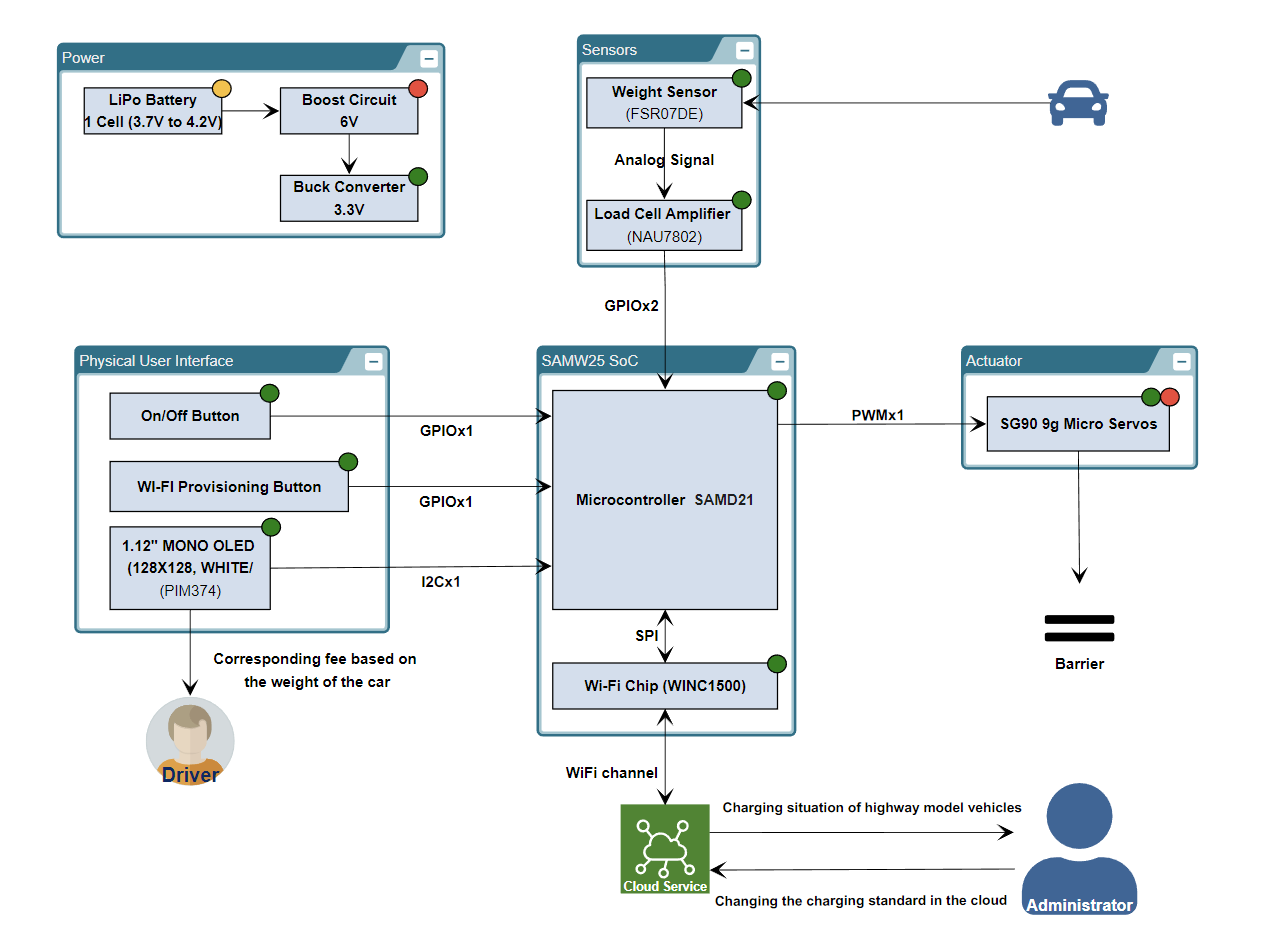 Power
LiPo Battery
1 Cell (3.7V to 4.2V)
Boost Circuit
6V
Buck Converter
3.3V
Sensors
Weight Sensor
(FSR07DE)
Analog Signal
Load Cell Amplifier
(NAU7802)
GPIOx2
Physical User Interface
On/Off Button
GPIOx1
WI-FI Provisioning Button
GPIOx1
1.12" MONO OLED
(128X128, WHITE/
(PIM374)
I2Cx1
Corresponding fee based on
the weight of the car
Driver
SAMW25 SoC
Microcontroller SAMD21
SPI
Wi-Fi Chip (WINC1500)
WiFi channel
Cloud Service
Actuator
PWMx1
SG90 9g Micro Servos
Barrier
Charging situation of highway model vehicles
Changing the charging standard in the cloud
Administrator